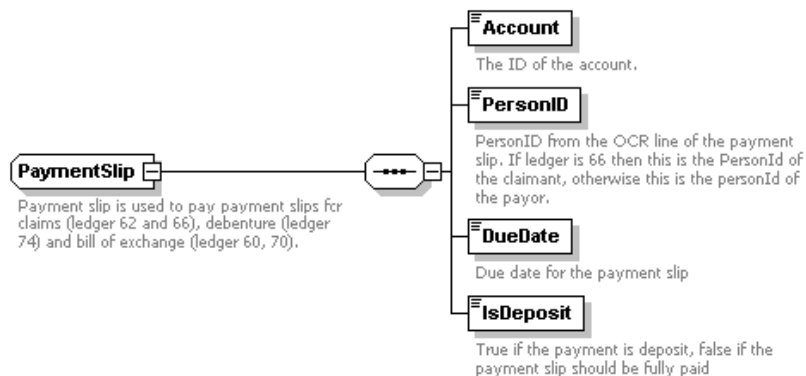 Account
The ID of the account.
PersonID
PersonID from the OCR line of the payment
slip. If ledger is 66 then this is the PersonId of
the claimant, otherwise this is the personId of
the payor.
PaymentSlip
Payment slip is used to pay payment slips for
claims (ledger 62 and 66), debenture (ledger
74) and bill of exchange (ledger 60, 70).
DueDate
Due date for the payment slip
IsDeposit
True if the payment is deposit, false if the
payment slip should be fully paid